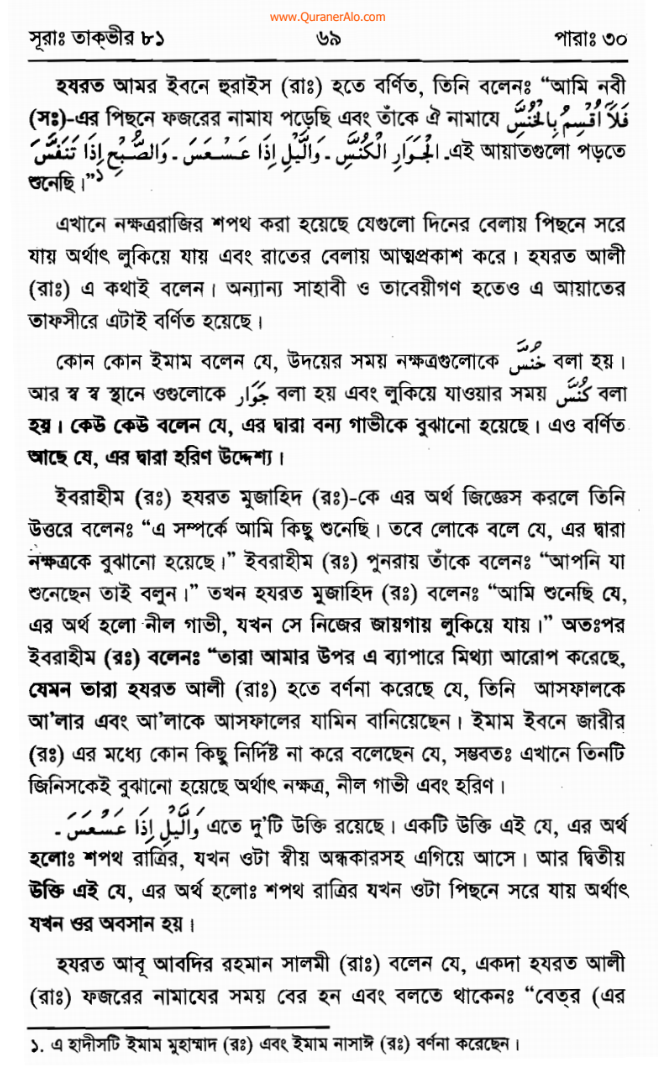 www.QuranerAlo.com
সূরাঃ তাকভীর ৮১ ৬৯ পারাঃ ৩০
হযরত আমর ইবনে হুরাইস (রাঃ) হতে বর্ণিত, তিনি বলেনঃ “আমি নবী
(সঃ)-এর পিছনে ফজরের নামায পড়েছি এবং তাঁকে ঐ নামাযে فَلَا أُقْسِمُ بِالْخُنَّسِ
الْجَوَارِ الْكُنَّسِ ـ وَالَّيْلِ إِذَا عَسْعَسَ ـ وَالصُّبْحِ إِذَا تَنَفَّسَ ـ এই আয়াতগুলো পড়তে
শুনেছি।”১
এখানে নক্ষত্ররাজির শপথ করা হয়েছে যেগুলো দিনের বেলায় পিছনে সরে
যায় অর্থাৎ লুকিয়ে যায় এবং রাতের বেলায় আত্মপ্রকাশ করে। হযরত আলী
(রাঃ) এ কথাই বলেন। অন্যান্য সাহাবী ও তাবেয়ীগণ হতেও এ আয়াতের
তাফসীরে এটাই বর্ণিত হয়েছে।
কোন কোন ইমাম বলেন যে, উদয়ের সময় নক্ষত্রগুলোকে خُنَّسٌ বলা হয়।
আর স্ব স্ব স্থানে ওগুলোকে جَوَارٍ বলা হয় এবং লুকিয়ে যাওয়ার সময় كُنَّسٌ বলা
হয়। কেউ কেউ বলেন যে, এর দ্বারা বন্য গাভীকে বুঝানো হয়েছে। এও বর্ণিত
আছে যে, এর দ্বারা হরিণ উদ্দেশ্য।
ইবরাহীম (রঃ) হযরত মুজাহিদ (রঃ)-কে এর অর্থ জিজ্ঞেস করলে তিনি
উত্তরে বলেনঃ “এ সম্পর্কে আমি কিছু শুনেছি। তবে লোকে বলে যে, এর দ্বারা
নক্ষত্রকে বুঝানো হয়েছে।” ইবরাহীম (রঃ) পুনরায় তাঁকে বলেনঃ “আপনি যা
শুনেছেন তাই বলুন।” তখন হযরত মুজাহিদ (রঃ) বলেনঃ “আমি শুনেছি যে,
এর অর্থ হলো নীল গাভী, যখন সে নিজের জায়গায় লুকিয়ে যায়।” অতঃপর
ইবরাহীম (রঃ) বলেনঃ “তারা আমার উপর এ ব্যাপারে মিথ্যা আরোপ করেছে,
যেমন তারা হযরত আলী (রাঃ) হতে বর্ণনা করেছে যে, তিনি আসফালকে
আ’লার এবং আ’লাকে আসফালের যামিন বানিয়েছেন। ইমাম ইবনে জারীর
(রঃ) এর মধ্যে কোন কিছু নির্দিষ্ট না করে বলেছেন যে, সম্ভবতঃ এখানে তিনটি
জিনিসকেই বুঝানো হয়েছে অর্থাৎ নক্ষত্র, নীল গাভী এবং হরিণ।
وَالَّيْلِ إِذَا عَسْعَسَ ـ এতে দু’টি উক্তি রয়েছে। একটি উক্তি এই যে, এর অর্থ
হলোঃ শপথ রাত্রির, যখন ওটা স্বীয় অন্ধকারসহ এগিয়ে আসে। আর দ্বিতীয়
উক্তি এই যে, এর অর্থ হলোঃ শপথ রাত্রির যখন ওটা পিছনে সরে যায় অর্থাৎ
যখন ওর অবসান হয়।
হযরত আবূ আবদির রহমান সালমী (রাঃ) বলেন যে, একদা হযরত আলী
(রাঃ) ফজরের নামাযের সময় বের হন এবং বলতে থাকেনঃ “বেত্‌র (এর
১. এ হাদীসটি ইমাম মুহাম্মাদ (রঃ) এবং ইমাম নাসাঈ (রঃ) বর্ণনা করেছেন।